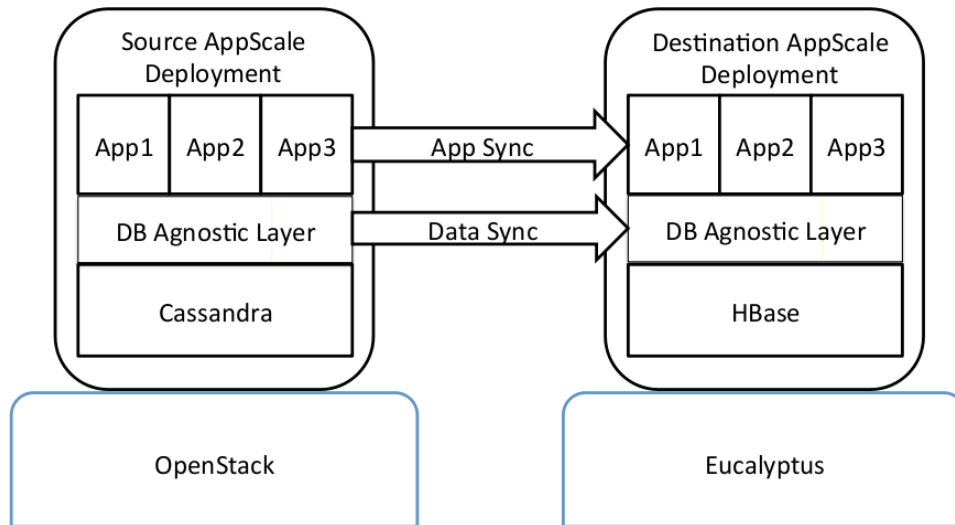 Source AppScale
Deployment
App1
App2
App3
DB Agnostic Layer
Cassandra
OpenStack
App Sync
Data Sync
Destination AppScale
Deployment
App1
App2
App3
DB Agnostic Layer
HBase
Eucalyptus